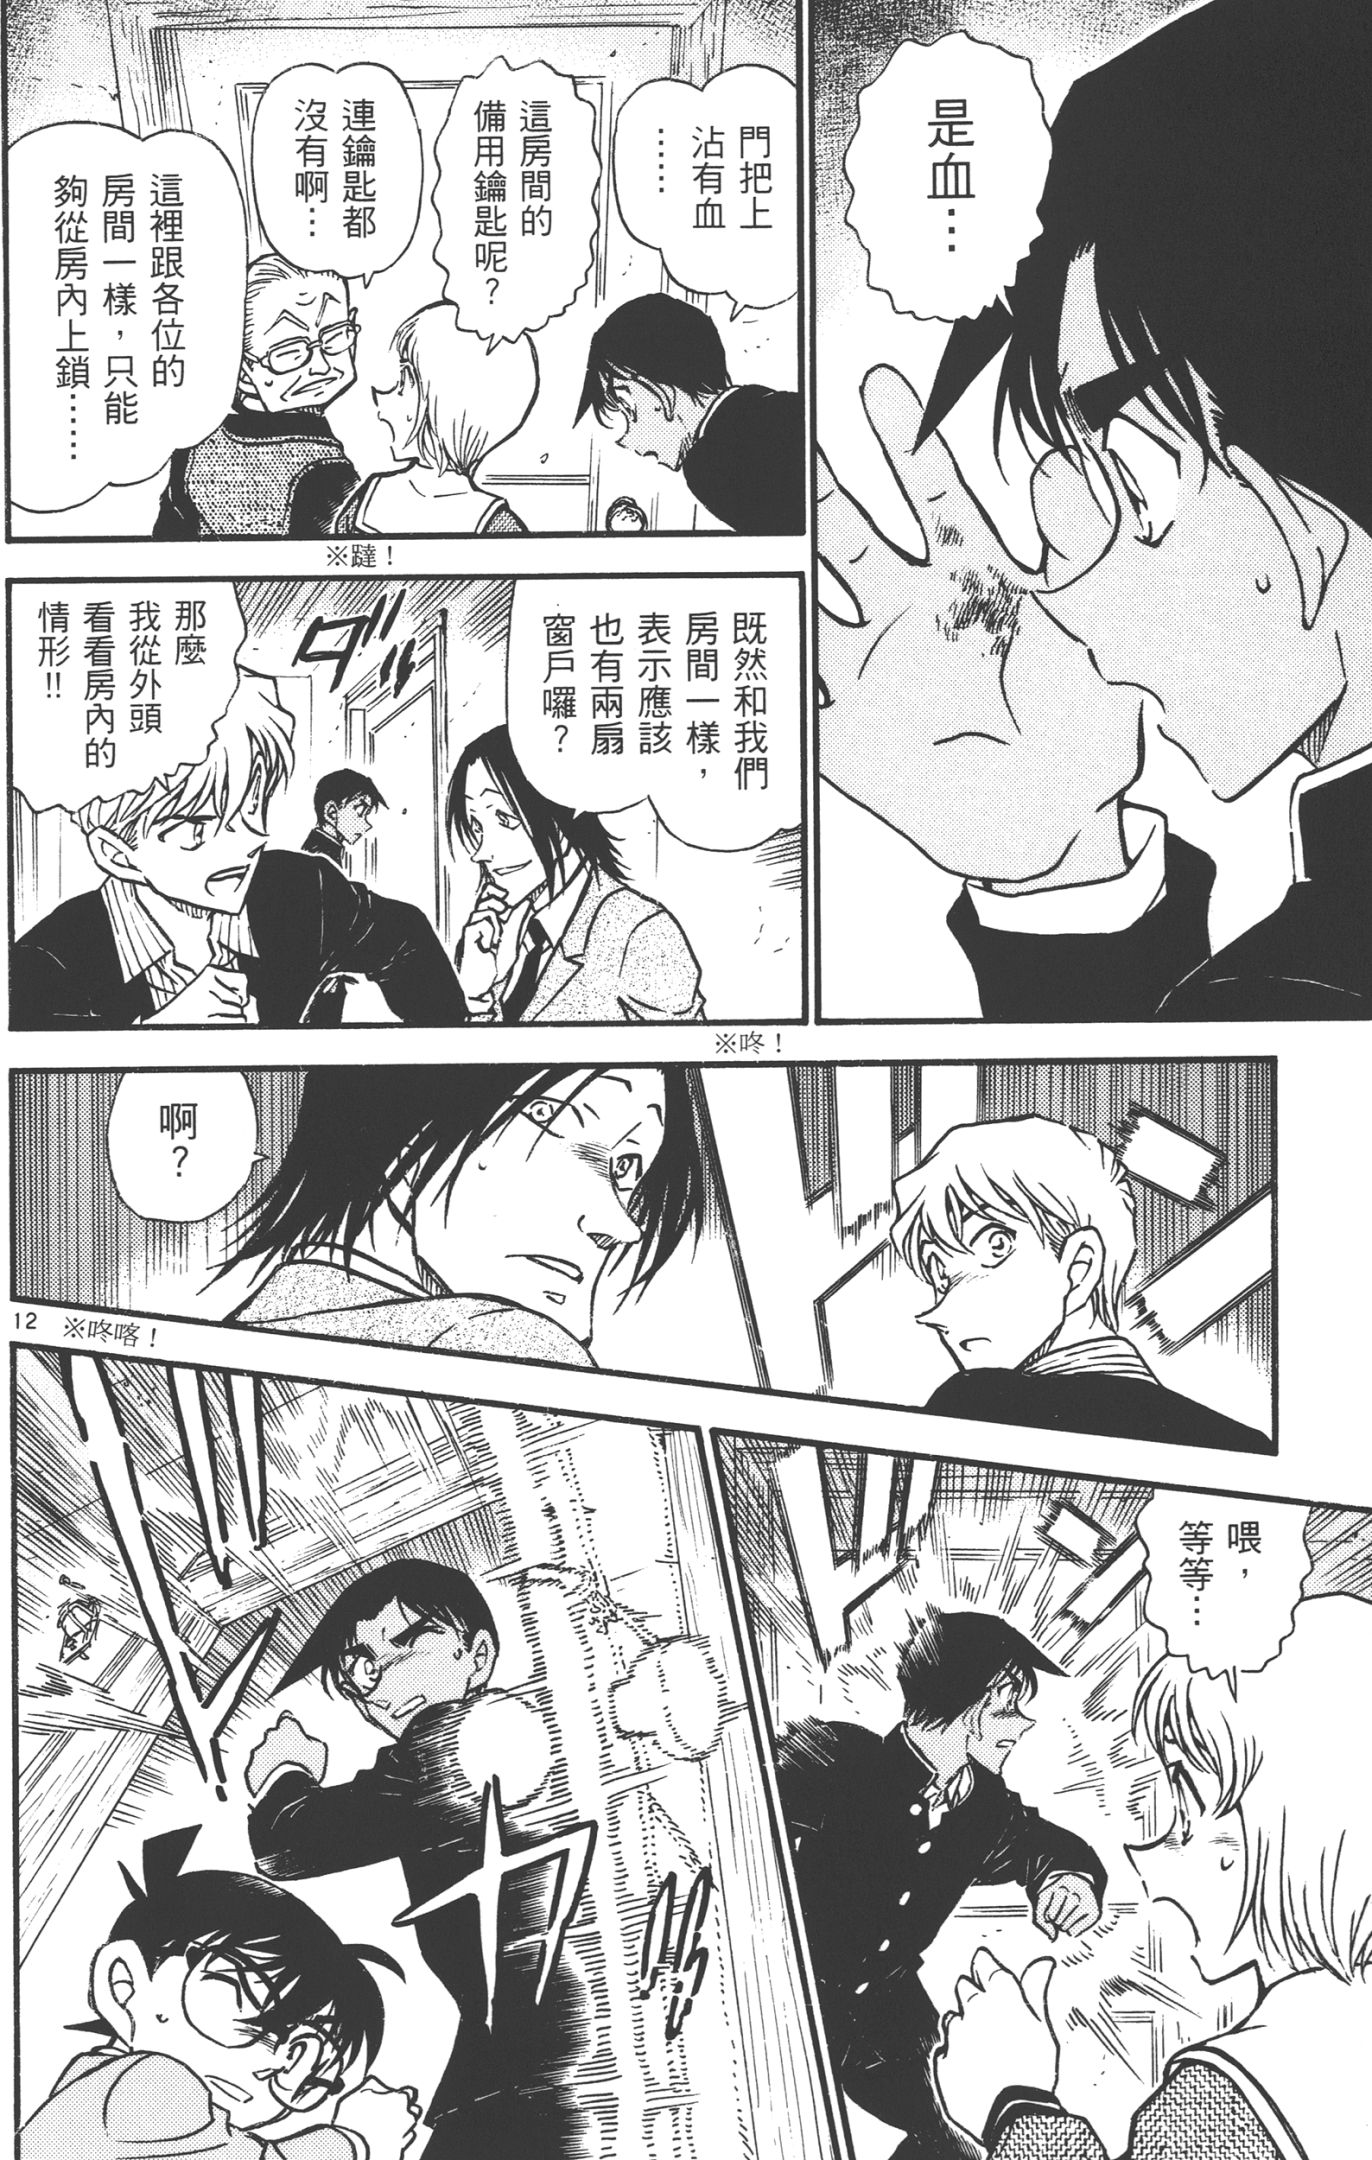 是血…
門把上
沾有血
……
這房間的
備用鑰匙呢？
連鑰匙都
沒有啊…
這裡跟各位的
房間一樣，只能
夠從房內上鎖……
※躂！
既然和我們
房間一樣，
表示應該
也有兩扇
窗戶囉？
ダッ
那麼
我從外頭
看看房內的
情形!!
※咚！
啊？
12
※咚喀！
喂，
等等…